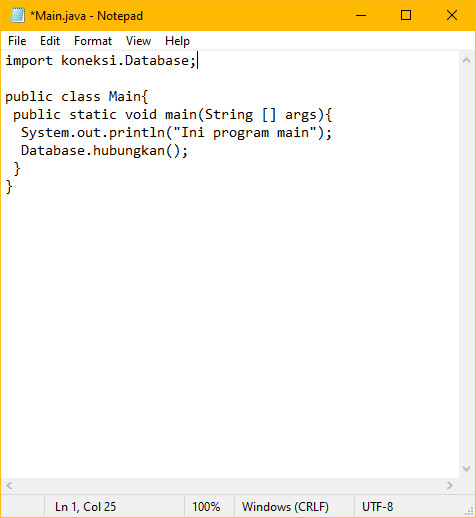 *Main.java - Notepad
File Edit Format View Help
import koneksi.Database;

public class Main{
 public static void main(String [] args){
  System.out.println("Ini program main");
  Database.hubungkan();
 }
}
Ln 1, Col 25 100% Windows (CRLF) UTF-8